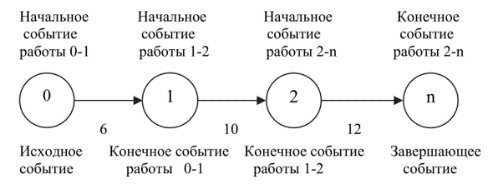 Начальное Начальное Начальное Конечное
событие событие событие событие
работы 0-1 работы 1-2 работы 2-n работы 2-n
0 1 2 n
6 10 12
Исходное Конечное событие Конечное событие Завершающее
событие работы 0-1 работы 1-2 событие